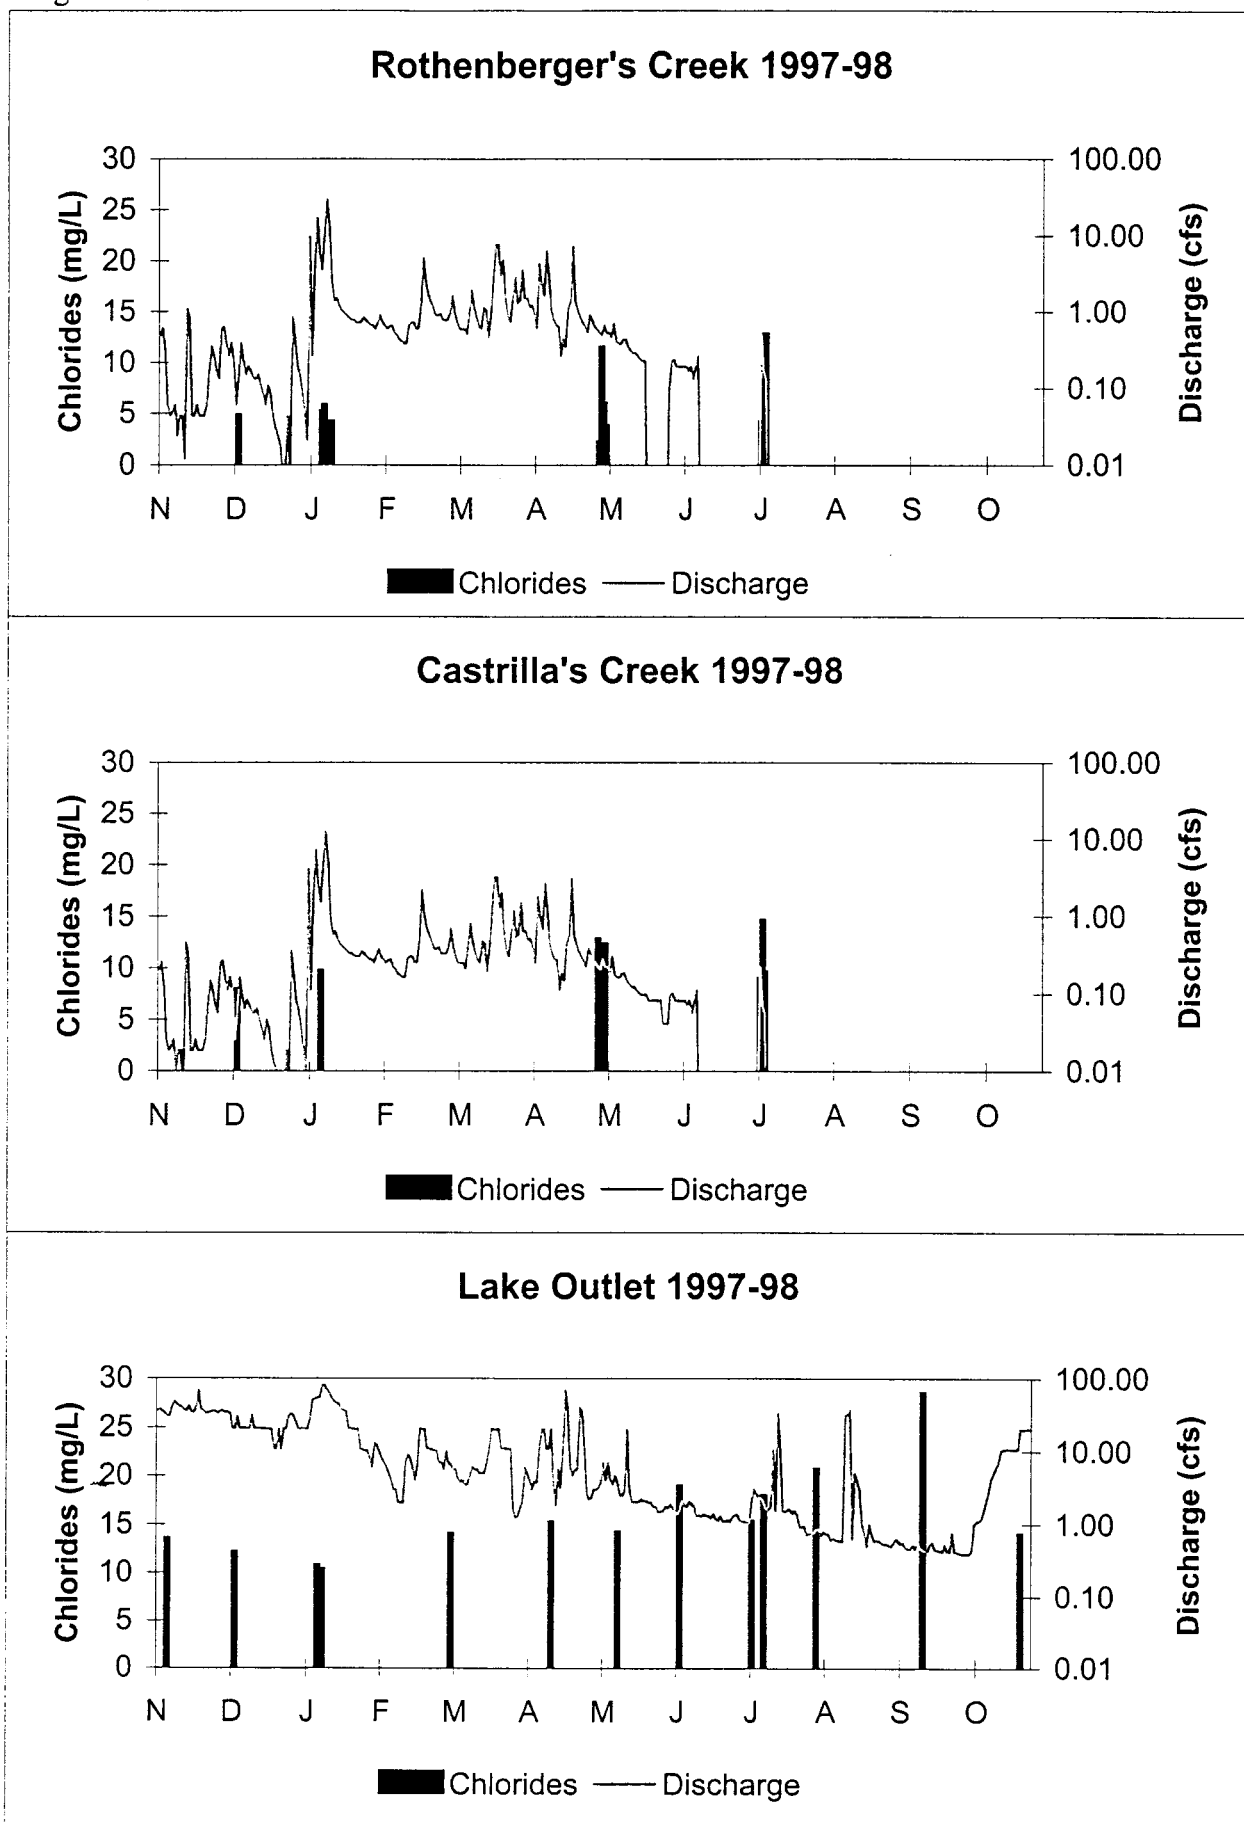 Rothenberger's Creek 1997-98
Chlorides (mg/L)
30
25
20
15
10
5
0
100.00
10.00
1.00
0.10
0.01
Discharge (cfs)
N D J F M A M J J A S O
Chlorides Discharge
Castrilla's Creek 1997-98
Chlorides (mg/L)
30
25
20
15
10
5
0
100.00
10.00
1.00
0.10
0.01
Discharge (cfs)
N D J F M A M J J A S O
Chlorides Discharge
Lake Outlet 1997-98
Chlorides (mg/L)
30
25
20
15
10
5
0
100.00
10.00
1.00
0.10
0.01
Discharge (cfs)
N D J F M A M J J A S O
Chlorides Discharge